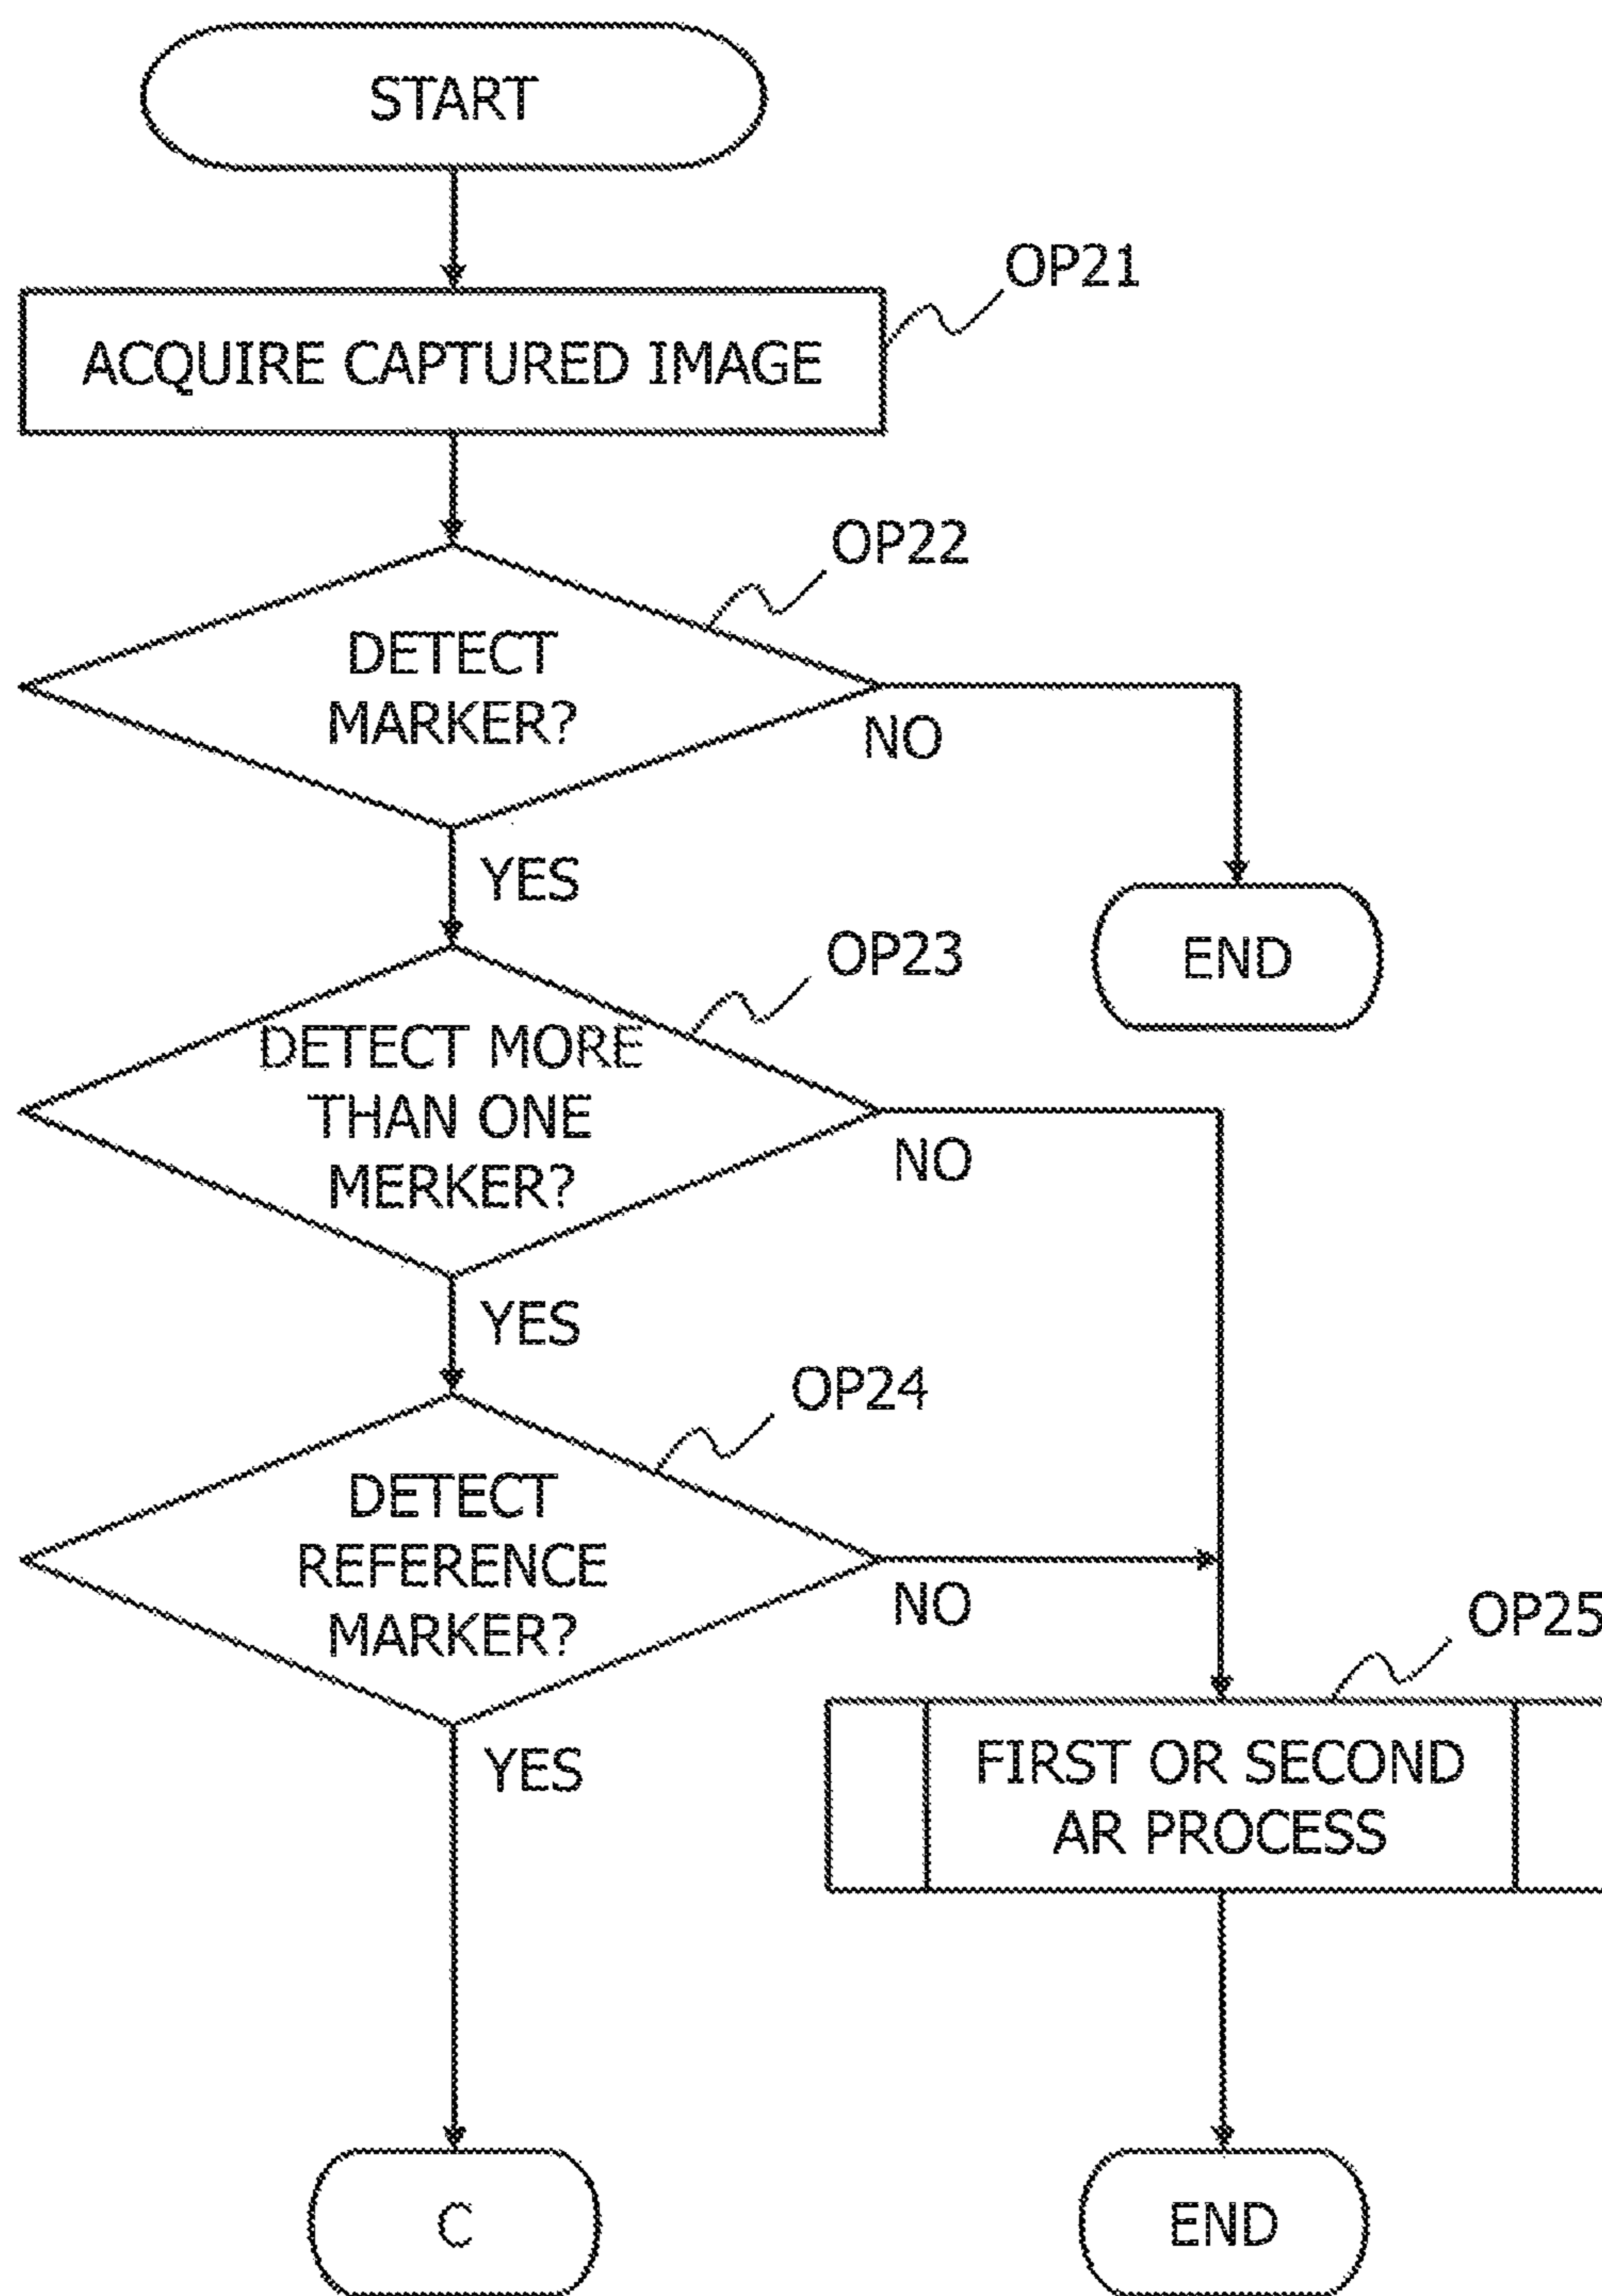 START
OP21
ACQUIRE CAPTURED IMAGE
OP22
DETECT
MARKER?
NO
YES
END
OP23
DETECT MORE
THAN ONE
MERKER?
NO
YES
OP24
DETECT
REFERENCE
MARKER?
NO
YES
OP25
FIRST OR SECOND
AR PROCESS
C
END